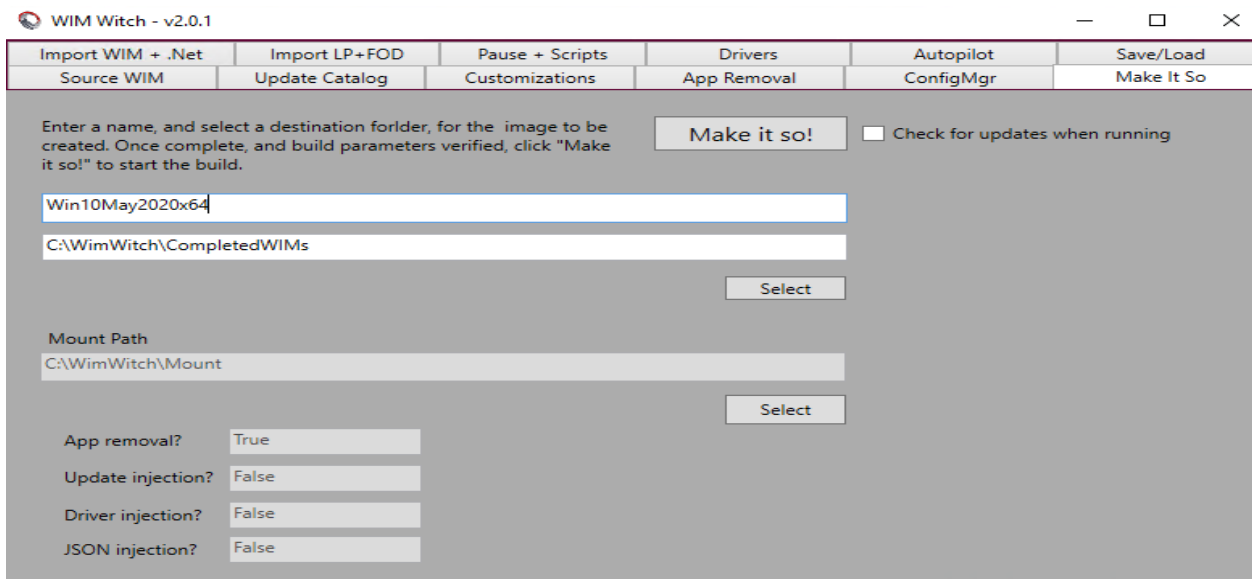 WIM Witch - v2.0.1
Import WIM + .Net Import LP+FOD Pause + Scripts Drivers Autopilot Save/Load
Source WIM Update Catalog Customizations App Removal ConfigMgr Make It So
Enter a name, and select a destination forlder, for the image to be
created. Once complete, and build parameters verified, click "Make
it so!" to start the build.
Make it so!
Check for updates when running
Win10May2020x64
C:\WimWitch\CompletedWIMs
Select
Mount Path
C:\WimWitch\Mount
Select
App removal? True
Update injection? False
Driver injection? False
JSON injection? False